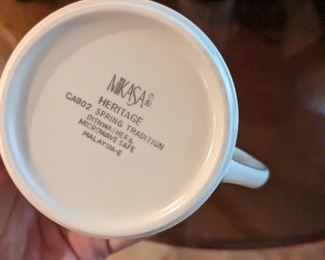 MIKASA
HERITAGE
CAB02 SPRING TRADITION
DISHWASHER &
MICROWAVE SAFE
MALAYSIA-E